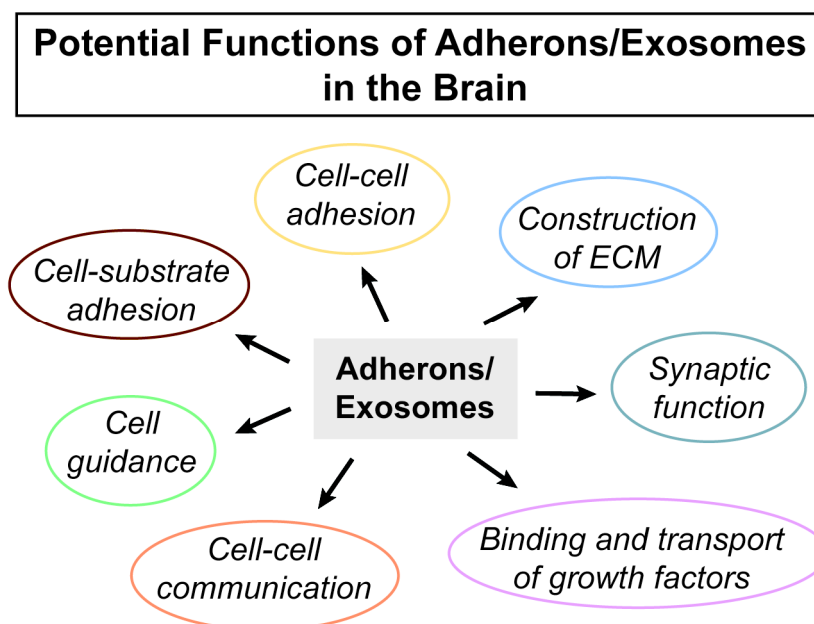 Potential Functions of Adherons/Exosomes
in the Brain
Cell-cell
adhesion
Construction
of ECM
Cell-substrate
adhesion
Adherons/
Exosomes
Synaptic
function
Cell
guidance
Cell-cell
communication
Binding and transport
of growth factors